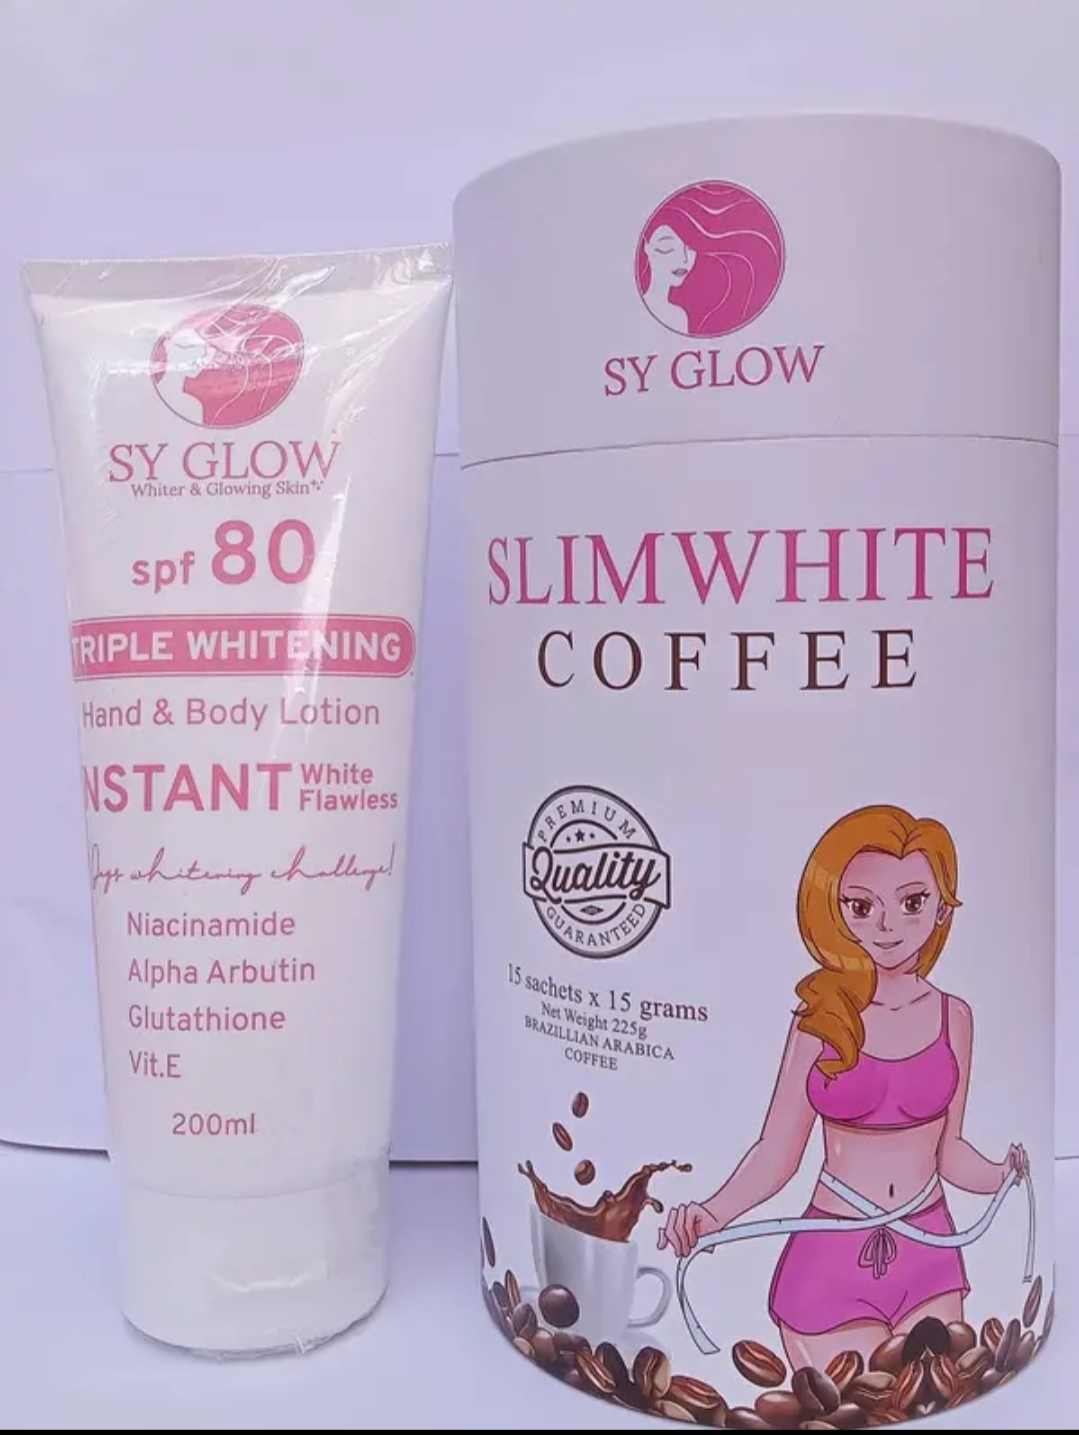 SY GLOW
Whiter & Glowing Skin
spf 80
TRIPLE WHITENING
Hand & Body Lotion
NSTANT White
Flawless
whitening challenge!
Niacinamide
Alpha Arbutin
Glutathione
Vit.E
200ml
SY GLOW
SLIMWHITE
COFFEE
PREMIUM
Quality
GUARANTEED
15 sachets x 15 grams
Net Weight 225g
BRAZILLIAN ARABICA
COFFEE